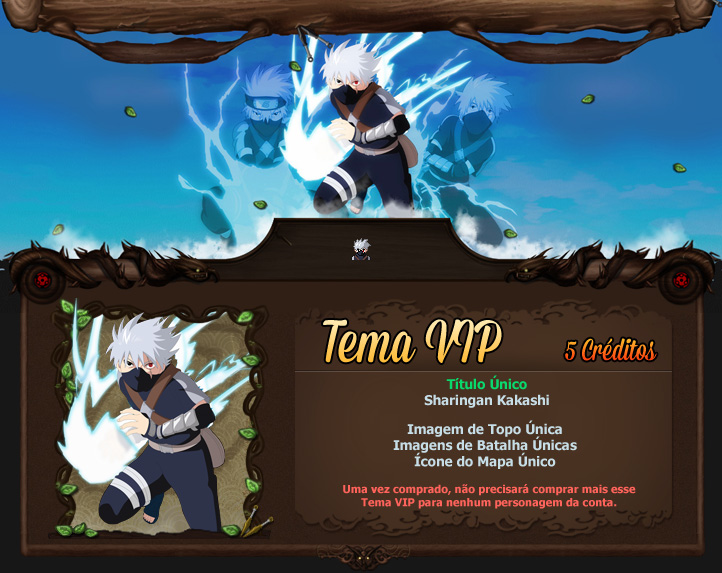 Tema VIP
5 Créditos
Título Único
Sharingan Kakashi
Imagem de Topo Única
Imagens de Batalha Únicas
Ícone do Mapa Único
Uma vez comprado, não precisará comprar mais esse
Tema VIP para nenhum personagem da conta.